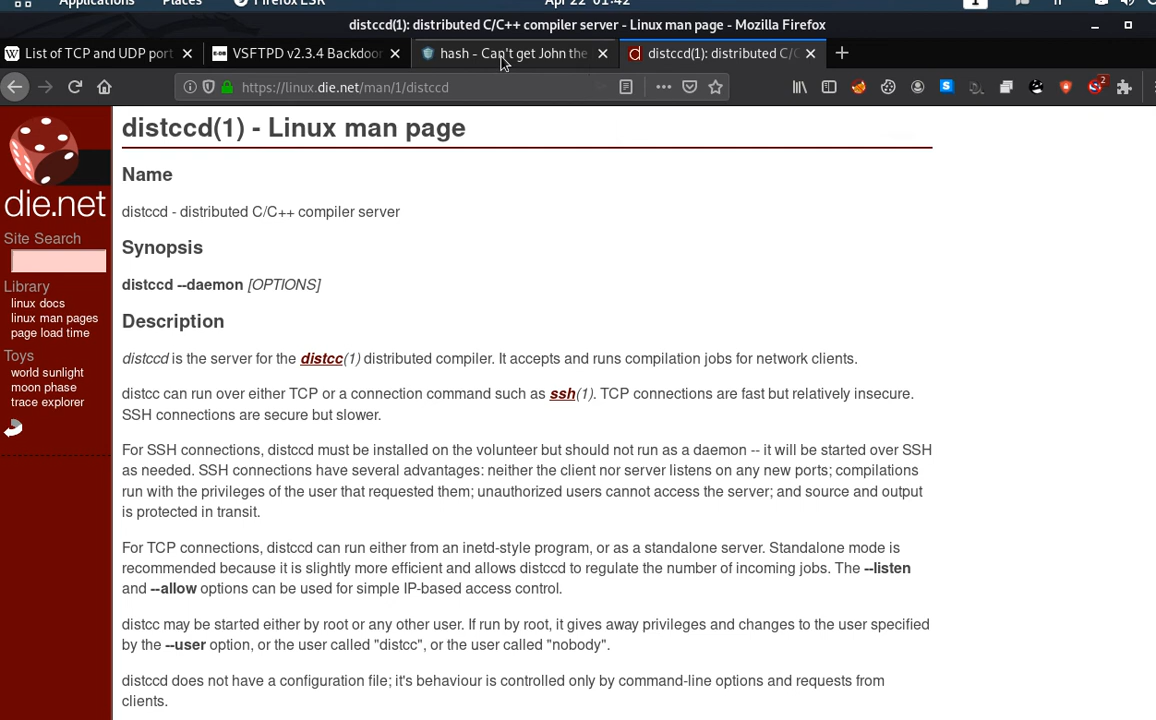 Applications Places Firefox ESR Apr 22 01:42 1
distccd(1): distributed C/C++ compiler server - Linux man page - Mozilla Firefox
List of TCP and UDP port VSFTPD v2.3.4 Backdoor hash - Can't get John the distccd(1): distributed C/C
https://linux.die.net/man/1/distccd
2
die.net
Site Search
Library
linux docs
linux man pages
page load time
Toys
world sunlight
moon phase
trace explorer
distccd(1) - Linux man page
Name
distccd - distributed C/C++ compiler server
Synopsis
distccd --daemon [OPTIONS]
Description
distccd is the server for the distcc(1) distributed compiler. It accepts and runs compilation jobs for network clients.
distcc can run over either TCP or a connection command such as ssh(1). TCP connections are fast but relatively insecure.
SSH connections are secure but slower.
For SSH connections, distccd must be installed on the volunteer but should not run as a daemon -- it will be started over SSH
as needed. SSH connections have several advantages: neither the client nor server listens on any new ports; compilations
run with the privileges of the user that requested them; unauthorized users cannot access the server; and source and output
is protected in transit.
For TCP connections, distccd can run either from an inetd-style program, or as a standalone server. Standalone mode is
recommended because it is slightly more efficient and allows distccd to regulate the number of incoming jobs. The --listen
and --allow options can be used for simple IP-based access control.
distcc may be started either by root or any other user. If run by root, it gives away privileges and changes to the user specified
by the --user option, or the user called "distcc", or the user called "nobody".
distccd does not have a configuration file; it's behaviour is controlled only by command-line options and requests from
clients.